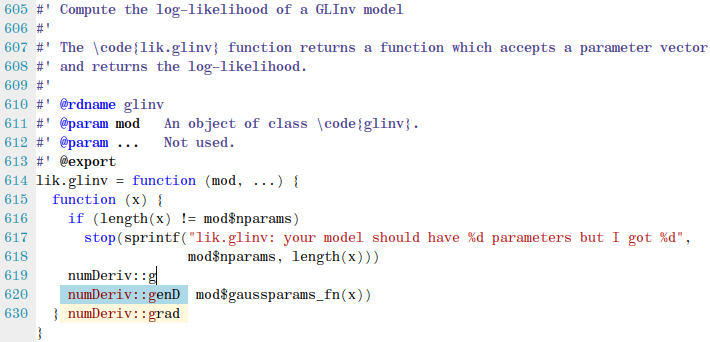 605 #' Compute the log-likelihood of a GLInv model
606 #'
607 #' The \code{lik.glinv} function returns a function which accepts a parameter vector
608 #' and returns the log-likelihood.
609 #'
610 #' @rdname glinv
611 #' @param mod   An object of class \code{glinv}.
612 #' @param ...   Not used.
613 #' @export
614 lik.glinv = function (mod, ...) {
615   function (x) {
616     if (length(x) != mod$nparams)
617       stop(sprintf("lik.glinv: your model should have %d parameters but I got %d",
618                    mod$nparams, length(x)))
619     numDeriv::g
620     numDeriv::genD  mod$gaussparams_fn(x))
630   } numDeriv::grad
    }